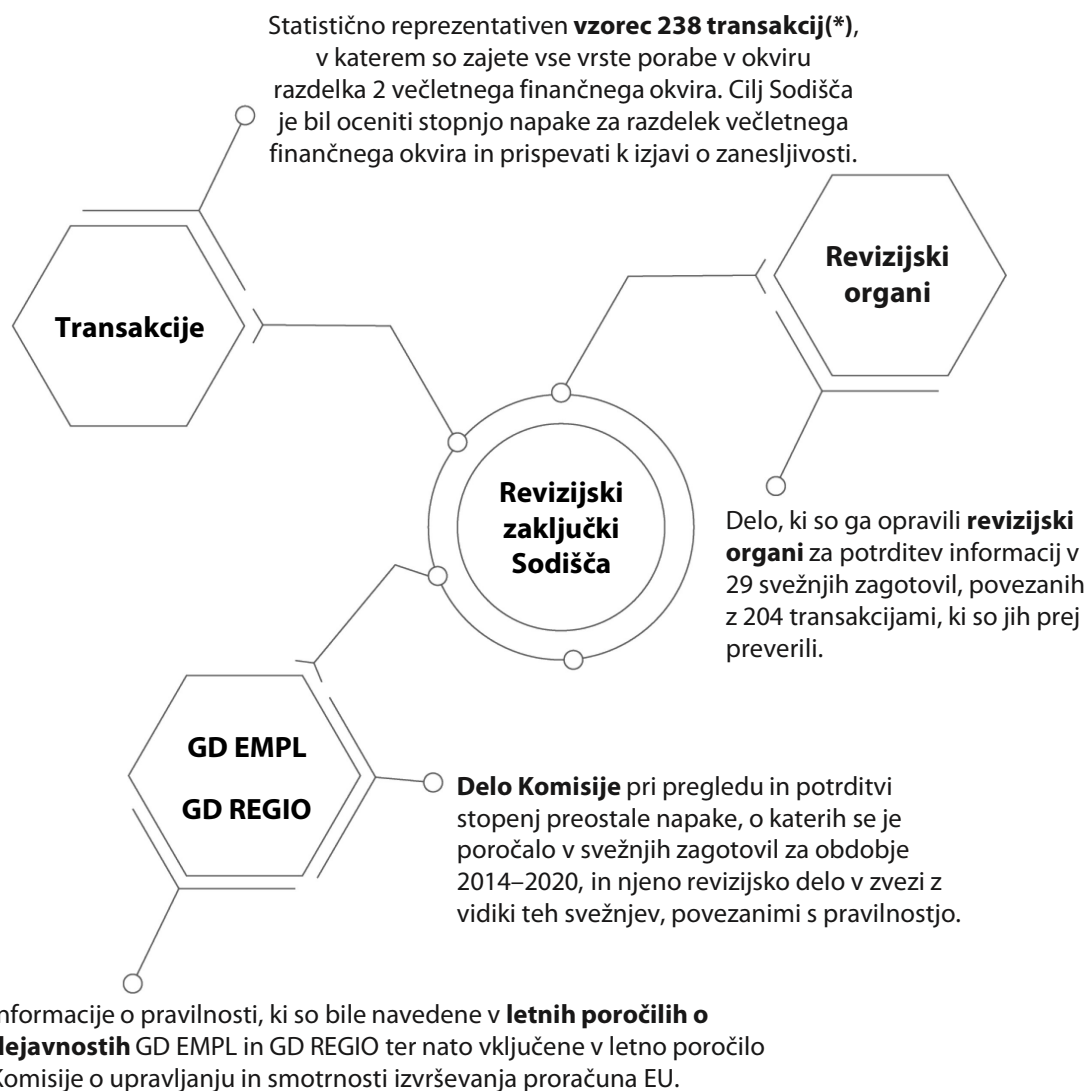 Statistično reprezentativen vzorec 238 transakcij(*),
v katerem so zajete vse vrste porabe v okviru
razdelka 2 večletnega finančnega okvira. Cilj Sodišča
je bil oceniti stopnjo napake za razdelek večletnega
finančnega okvira in prispevati k izjavi o zanesljivosti.
Transakcije
Revizijski
organi
Revizijski
zaključki
Sodišča
Delo, ki so ga opravili revizijski
organi za potrditev informacij v
29 svežnjih zagotovil, povezanih
z 204 transakcijami, ki so jih prej
preverili.
GD EMPL
GD REGIO
Delo Komisije pri pregledu in potrditvi
stopenj preostale napake, o katerih se je
poročalo v svežnjih zagotovil za obdobje
2014–2020, in njeno revizijsko delo v zvezi z
vidiki teh svežnjev, povezanimi s pravilnostjo.
nformacije o pravilnosti, ki so bile navedene v letnih poročilih o
dejavnostih GD EMPL in GD REGIO ter nato vključene v letno poročilo
Komisije o upravljanju in smotrnosti izvrševanja proračuna EU.